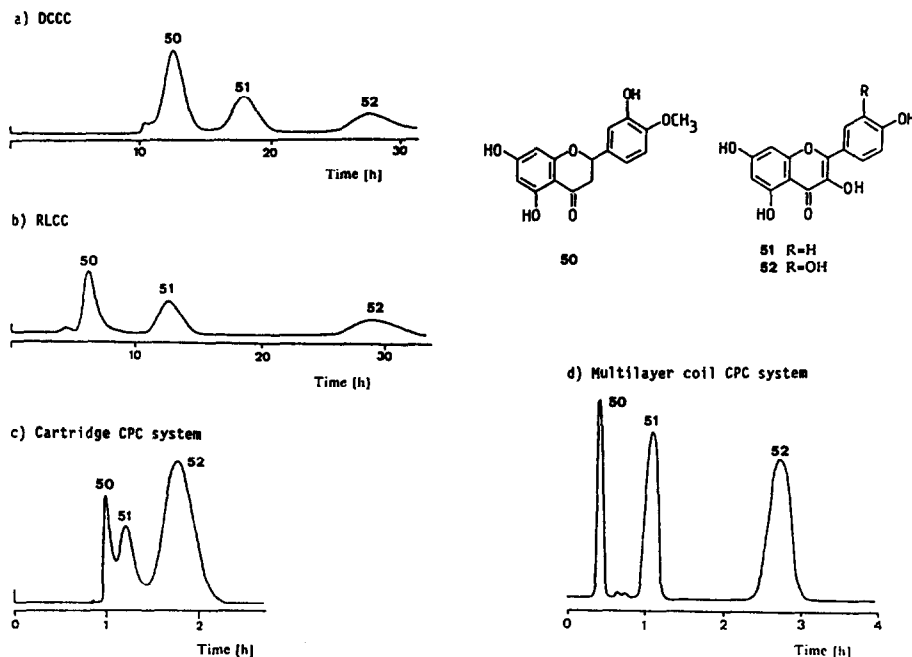 a) DCCC
50
51
52
10
20
30
Time [h]
b) RLCC
50
51
52
10
20
30
Time [h]
c) Cartridge CPC system
50
51
52
0
1
2
Time [h]
OH
OCH3
HO
O
HO
O
50
R
OH
HO
O
OH
HO
O
51 R=H
52 R=OH
d) Multilayer coil CPC system
50
51
52
0
1
2
3
4
Time [h]